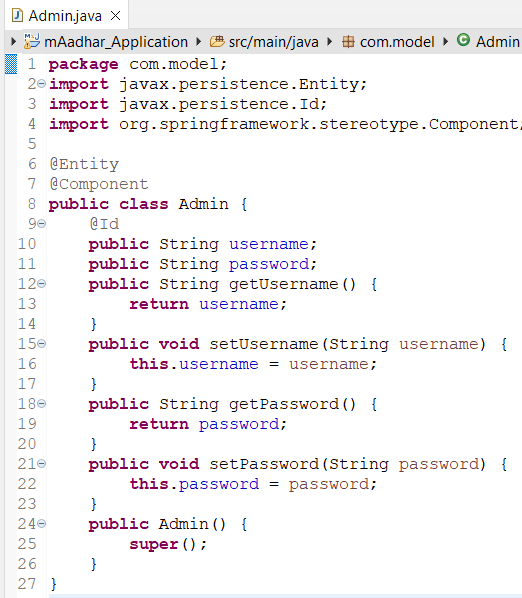 Admin.java
mAadhar_Application src/main/java com.model Admin
1 package com.model;
2 import javax.persistence.Entity;
3 import javax.persistence.Id;
4 import org.springframework.stereotype.Component;
5
6 @Entity
7 @Component
8 public class Admin {
9     @Id
10     public String username;
11     public String password;
12     public String getUsername() {
13         return username;
14     }
15     public void setUsername(String username) {
16         this.username = username;
17     }
18     public String getPassword() {
19         return password;
20     }
21     public void setPassword(String password) {
22         this.password = password;
23     }
24     public Admin() {
25         super();
26     }
27 }